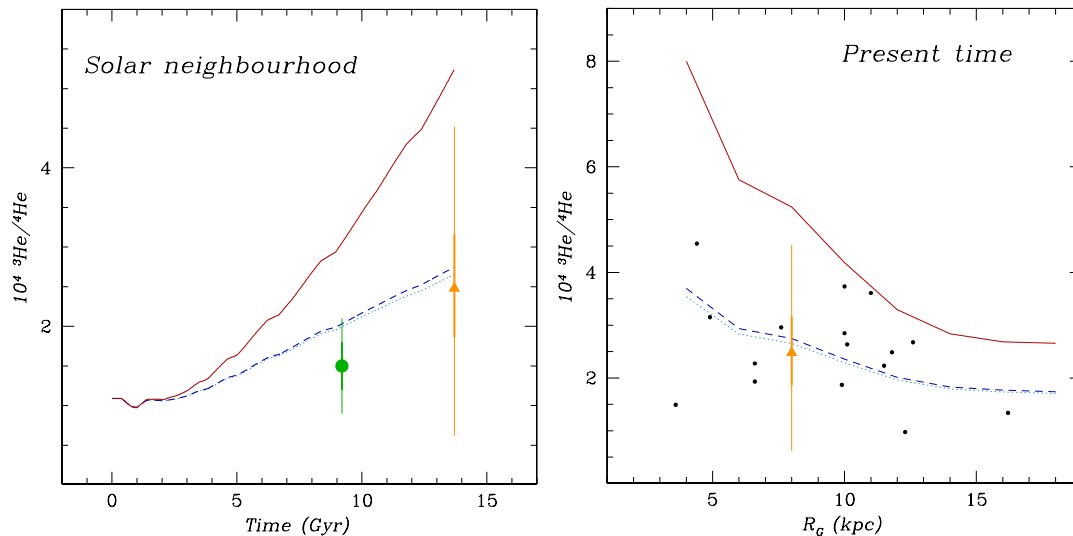 Solar neighbourhood
10⁴ ³He/⁴He
4
2
0
5
10
15
Time (Gyr)
Present time
10⁴ ³He/⁴He
8
6
4
2
5
10
15
R_G (kpc)